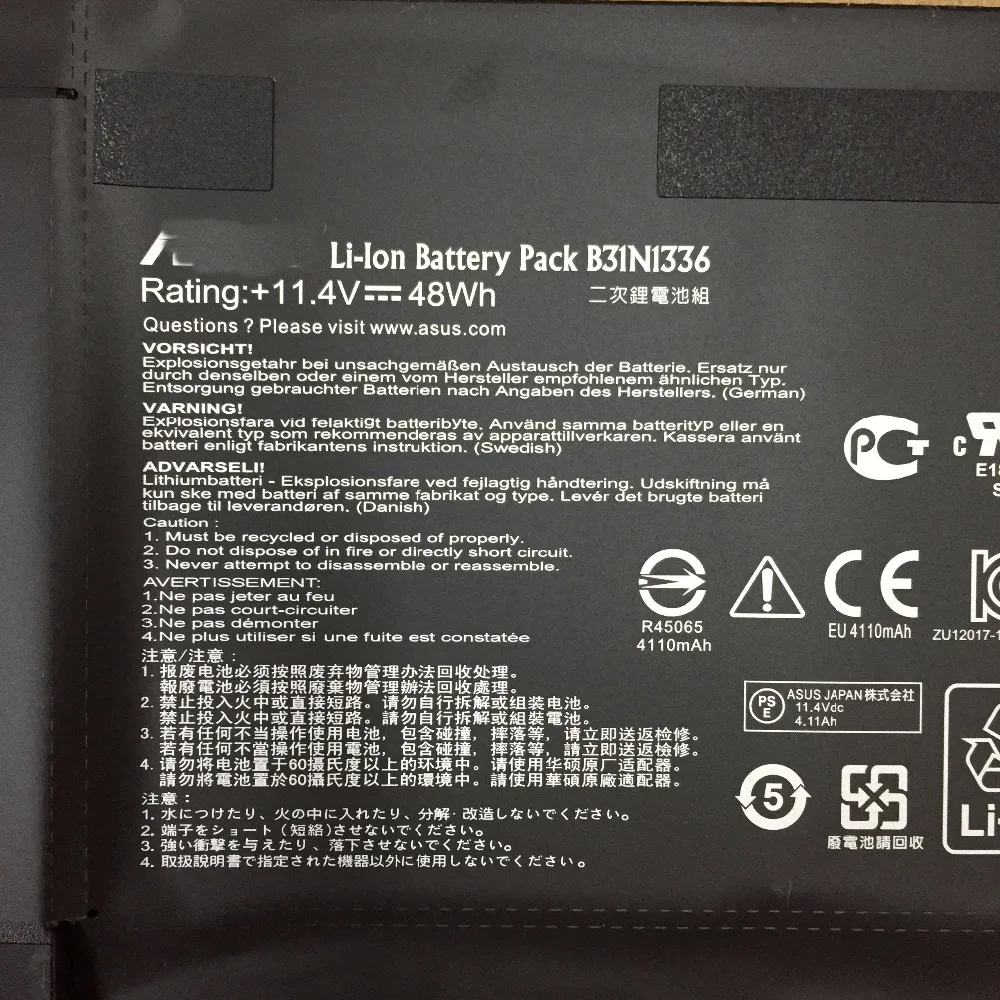 Li-Ion Battery Pack B31N1336
Rating:+11.4V 48Wh
二次鋰電池組
Questions ? Please visit www.asus.com
VORSICHT!
Explosionsgetahr bei unsachgemäßen Austausch der Batterie. Ersatz nur
durch denselben oder einem vom Hersteller empfohlenem ähnlichen Typ.
Entsorgung gebrauchter Batterien nach Angaben des Herstellers. (German)
VARNING!
Explosionsfara vid felaktigt batteribyte. Använd samma batterityp eller en
ekvivalent typ som rekommenderas av apparattillverkaren. Kassera använt
batteri enligt fabrikantens instruktion. (Swedish)
ADVARSELI!
Lithiumbatteri - Eksplosionsfare ved fejlagtig håndtering. Udskiftning må
kun ske med batteri af samme fabrikat og type. Levér det brugte batteri
tilbage til leverandøren. (Danish)
Caution :
1. Must be recycled or disposed of properly.
2. Do not dispose of in fire or directly short circuit.
3. Never attempt to disassemble or reassemble.
AVERTISSEMENT:
1.Ne pas jeter au feu
2.Ne pas court-circuiter
3.Ne pas démonter
4.Ne plus utiliser si une fuite est constatée
注意/注意：
1. 报废电池必须按照废弃物管理办法回收处理。
報廢電池必須按照廢棄物管理辦法回收處理。
2. 禁止投入火中或直接短路。请勿自行拆解或组装电池。
禁止投入火中或直接短路。請勿自行拆解或組裝電池。
3. 若有任何不当操作使用电池，包含碰撞，摔落等，请立即送返检修。
若有任何不當操作使用電池，包含碰撞，摔落等，請立即送返檢修。
4. 请勿将电池置于60摄氏度以上的环境中。请使用华硕原厂适配器。
請勿將電池置於60攝氏度以上的環境中。請使用華碩原廠適配器。
注意：
1. 水につけたり、火の中に入れたり、分解·改造しないでください。
2. 端子をショート（短絡）させないでください。
3. 強い衝撃を与えたり、落下させないでください。
4. 取扱說明書で指定された機器以外に使用しないでください。
PCT
c
E18
S
R45065
4110mAh
CE
EU 4110mAh
ZU12017-1
PS
E
ASUS JAPAN株式会社
11.4Vdc
4.11Ah
5
廢電池請回收
Li-